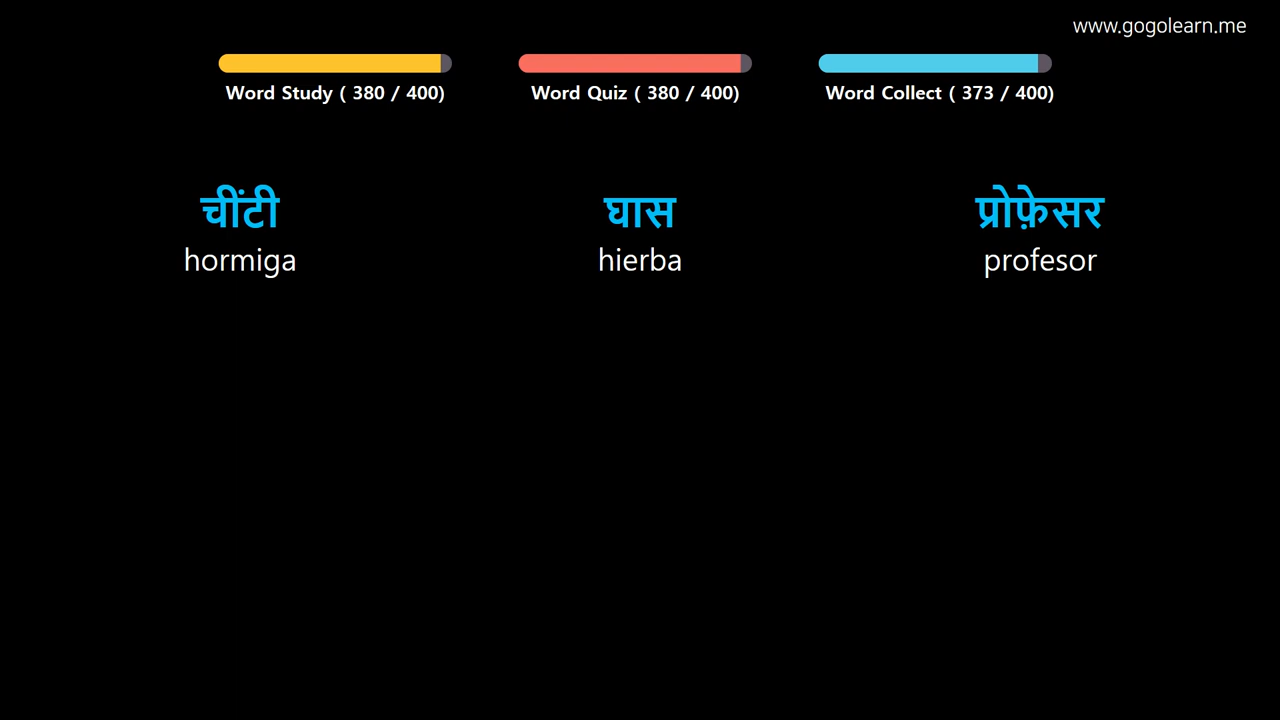 www.gogolearn.me
Word Study ( 380 / 400)
Word Quiz ( 380 / 400)
Word Collect ( 373 / 400)
चींटी
hormiga
घास
hierba
प्रोफ़ेसर
profesor